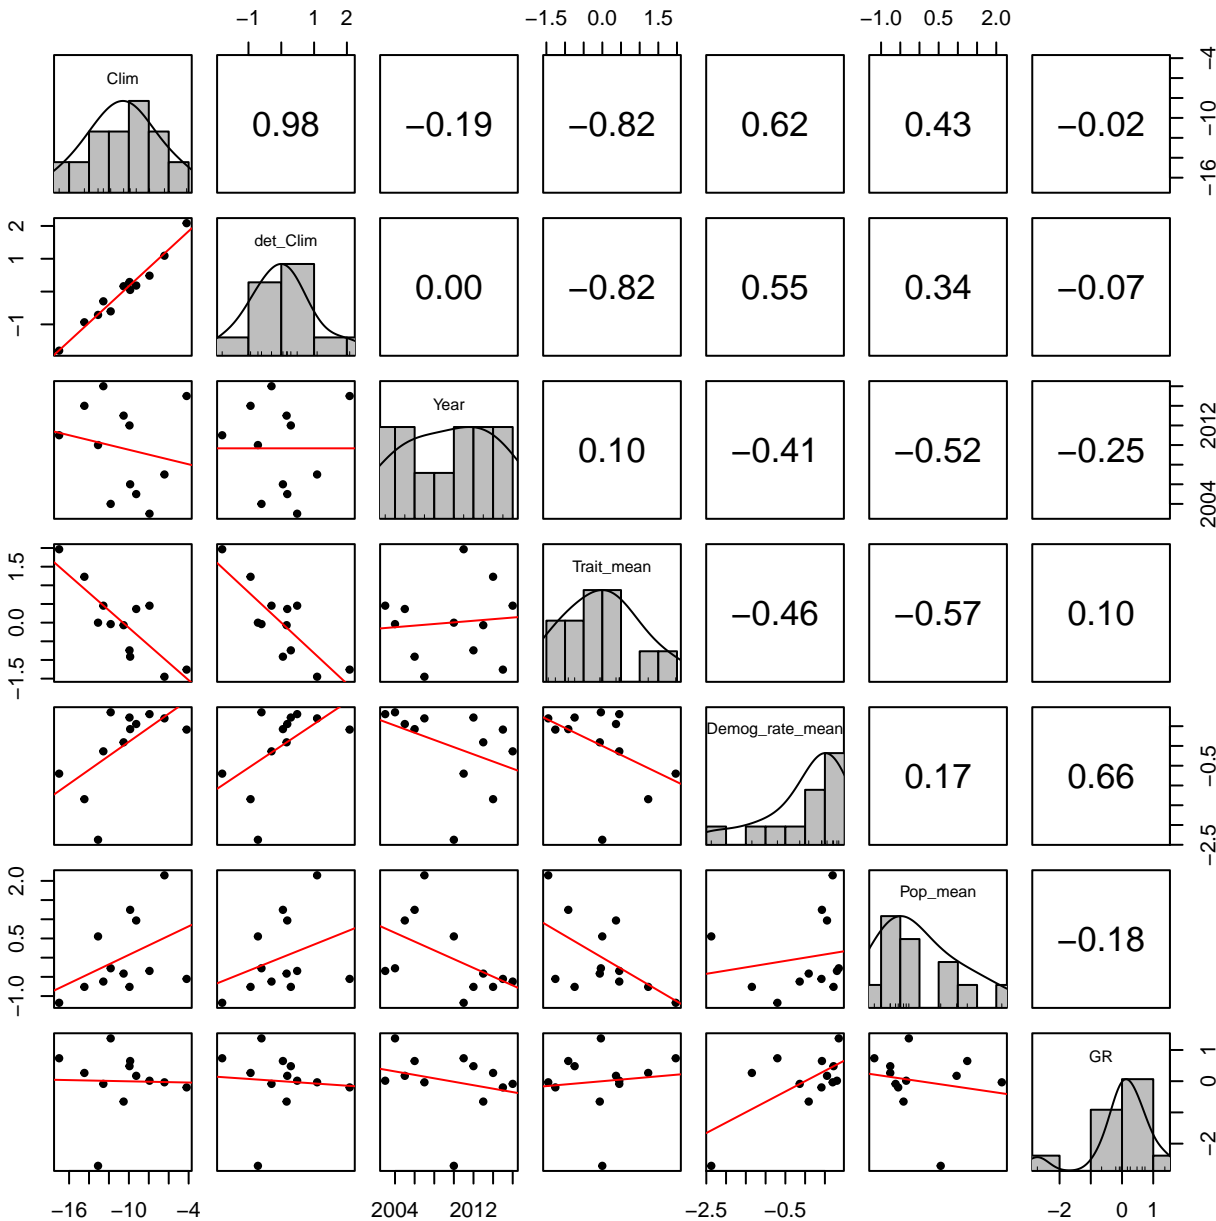 −1 1 2 −1.5 0.0 1.5 −1.0 0.5 2.0
Clim 0.98 −0.19 −0.82 0.62 0.43 −0.02 −16 −10 −4
−1 1 2 det_Clim 0.00 −0.82 0.55 0.34 −0.07
Year 0.10 −0.41 −0.52 −0.25 2004 2012
−1.5 0.0 1.5 Trait_mean −0.46 −0.57 0.10
Demog_rate_mean 0.17 0.66 −2.5 −0.5
−1.0 0.5 2.0 Pop_mean −0.18
GR −2 0 1
−16 −10 −4 2004 2012 −2.5 −0.5 −2 0 1